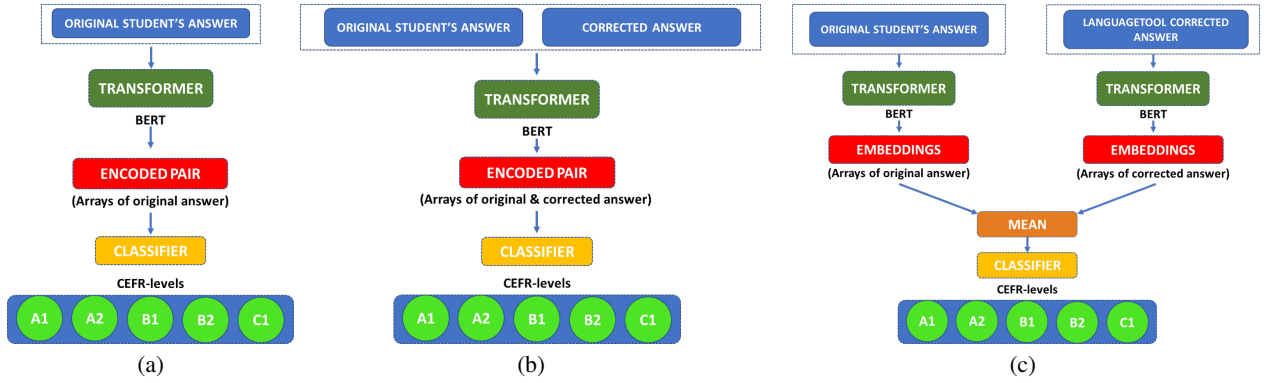 ORIGINAL STUDENT'S ANSWER
TRANSFORMER
BERT
ENCODED PAIR
(Arrays of original answer)
CLASSIFIER
CEFR-levels
A1 A2 B1 B2 C1
(a)
ORIGINAL STUDENT'S ANSWER CORRECTED ANSWER
TRANSFORMER
BERT
ENCODED PAIR
(Arrays of original & corrected answer)
CLASSIFIER
CEFR-levels
A1 A2 B1 B2 C1
(b)
ORIGINAL STUDENT'S ANSWER
LANGUAGETOOL CORRECTED
ANSWER
TRANSFORMER TRANSFORMER
BERT BERT
EMBEDDINGS EMBEDDINGS
(Arrays of original answer) (Arrays of corrected answer)
MEAN
CLASSIFIER
CEFR-levels
A1 A2 B1 B2 C1
(c)